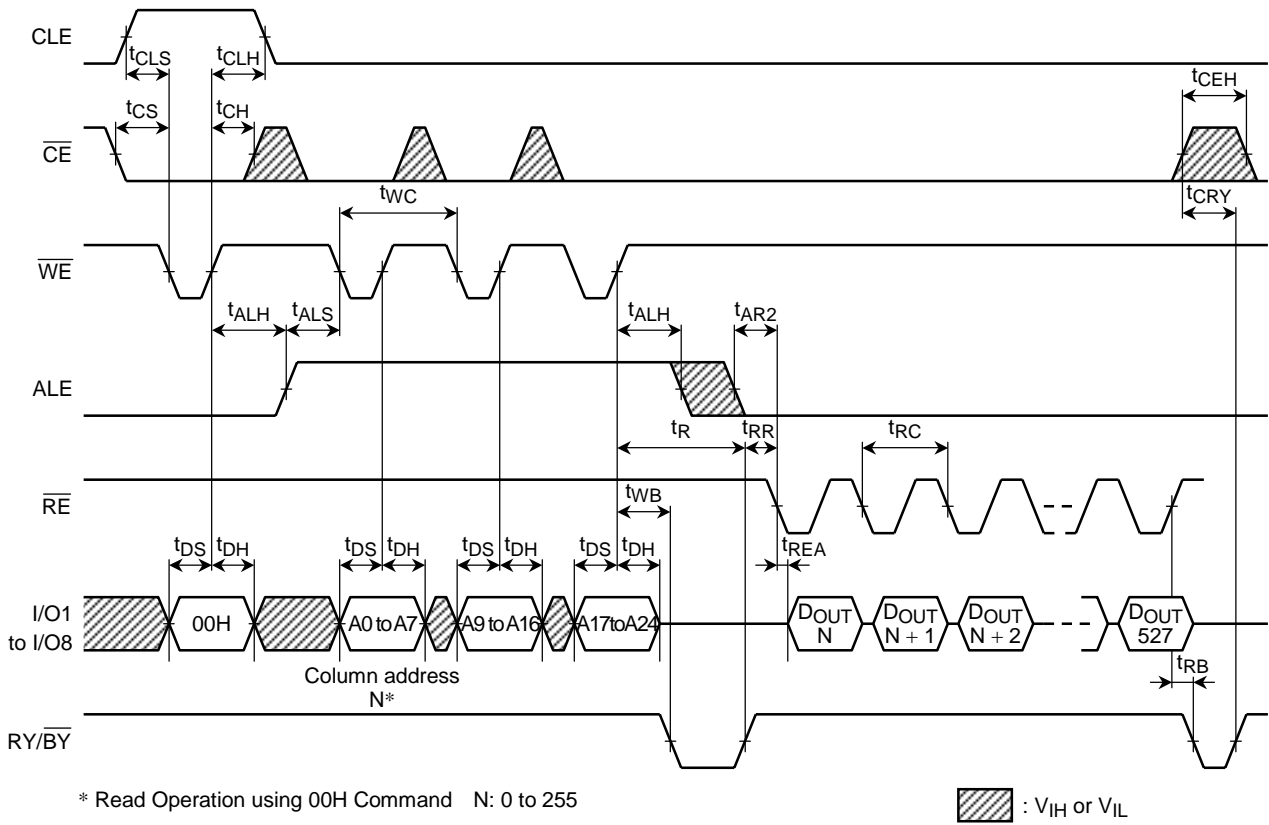 CLE
tCLS
tCLH
tCEH
tCS
tCH
CE
tWC
tCRY
WE
tALH
tALS
tALH
tAR2
ALE
tR
tRR
tRC
RE
tWB
tREA
tDS
tDH
tDS
tDH
tDS
tDH
tDS
tDH
I/O1
to I/O8
00H
A0 to A7
A9 to A16
A17 to A24
DOUT
N
DOUT
N + 1
DOUT
N + 2
DOUT
527
Column address
N*
tRB
RY/BY
* Read Operation using 00H Command N: 0 to 255
: VIH or VIL